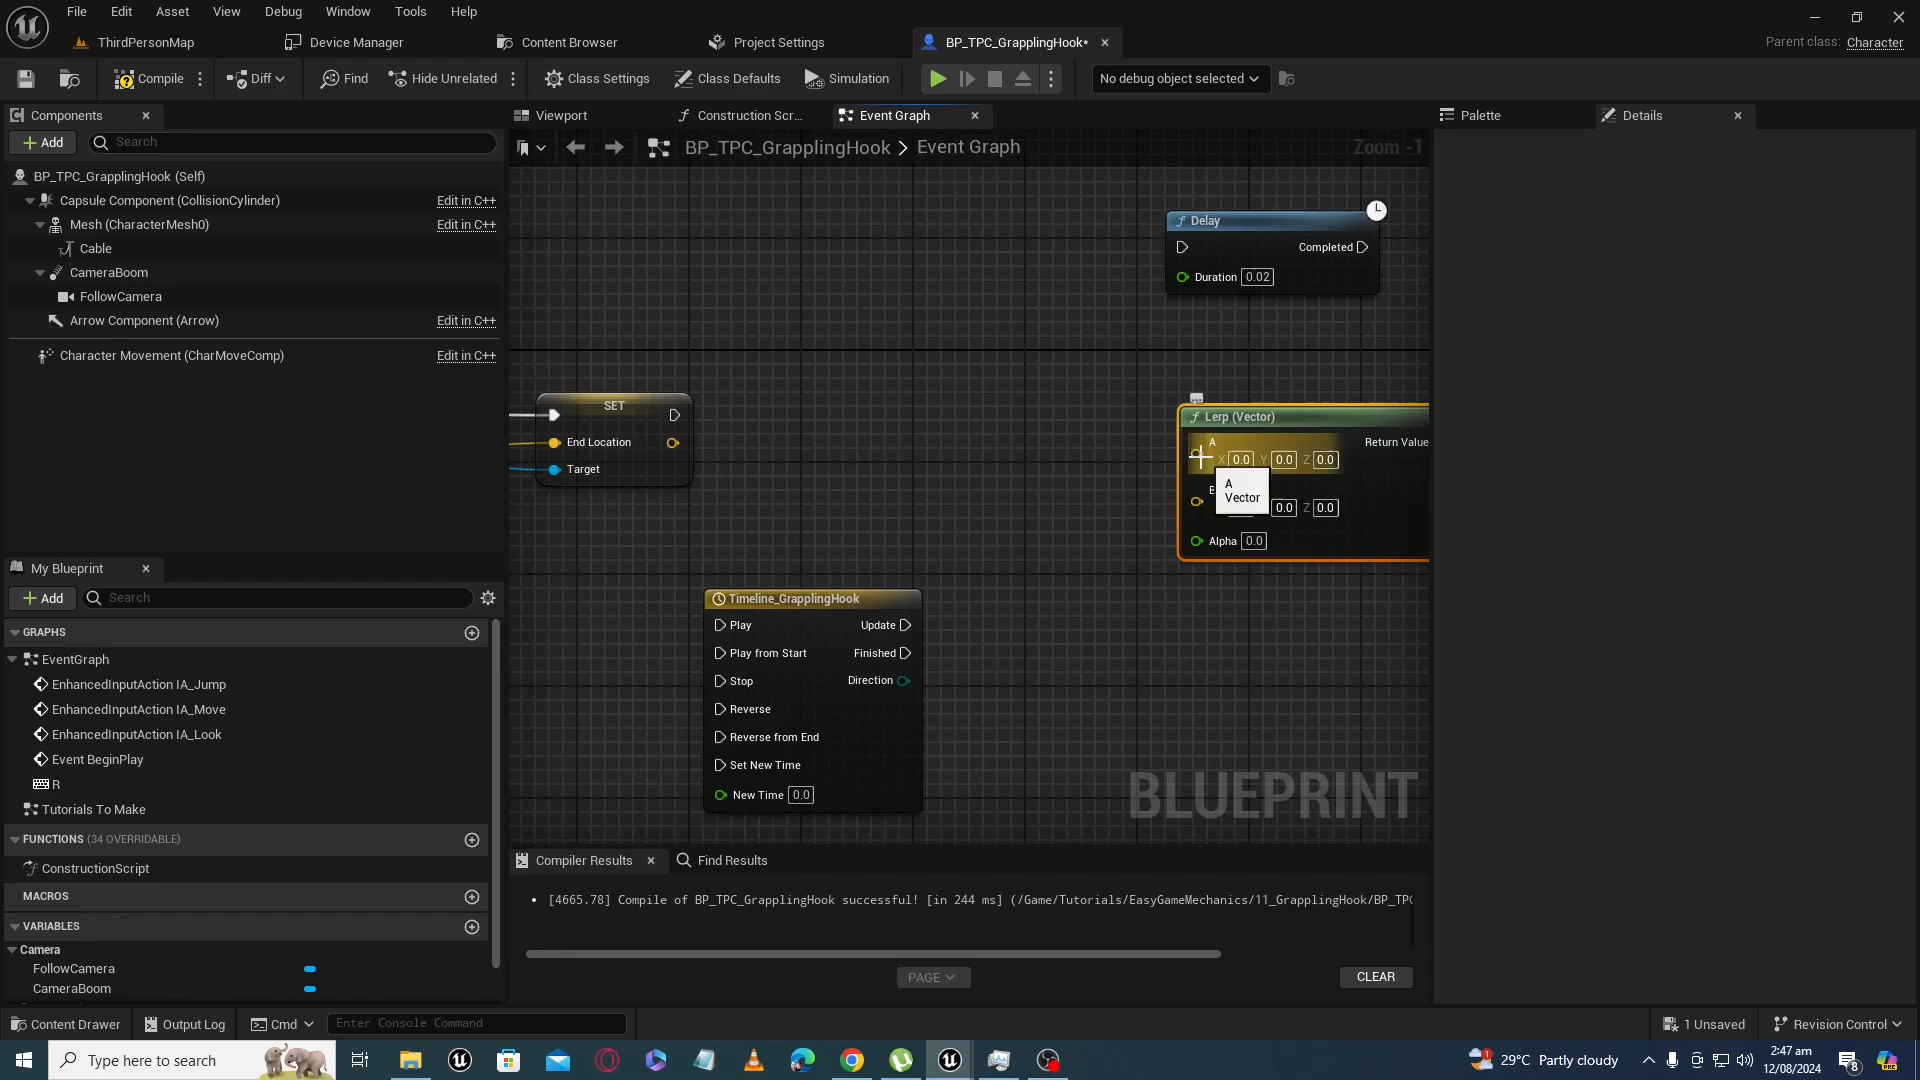 File Edit Asset View Debug Window Tools Help
ThirdPersonMap
Device Manager
Content Browser
Project Settings
BP_TPC_GrapplingHook*
Parent class: Character
Compile
Diff
Find
Hide Unrelated
Class Settings
Class Defaults
Simulation
No debug object selected
Components
Add
Search
BP_TPC_GrapplingHook (Self)
Capsule Component (CollisionCylinder) Edit in C++
Mesh (CharacterMesh0) Edit in C++
Cable
CameraBoom
FollowCamera
Arrow Component (Arrow) Edit in C++
Character Movement (CharMoveComp) Edit in C++
My Blueprint
Add
Search
GRAPHS
EventGraph
EnhancedInputAction IA_Jump
EnhancedInputAction IA_Move
EnhancedInputAction IA_Look
Event BeginPlay
R
Tutorials To Make
FUNCTIONS (34 OVERRIDABLE)
ConstructionScript
MACROS
VARIABLES
Camera
FollowCamera
CameraBoom
Viewport
Construction Scr...
Event Graph
BP_TPC_GrapplingHook > Event Graph
Zoom -1
Delay
Completed
Duration 0.02
SET
End Location
Target
Lerp (Vector)
A Return Value
X 0.0 Y 0.0 Z 0.0
A
Vector
0.0 Z 0.0
Alpha 0.0
Timeline_GrapplingHook
Play Update
Play from Start Finished
Stop Direction
Reverse
Reverse from End
Set New Time
New Time 0.0
BLUEPRINT
Palette
Details
Compiler Results
Find Results
[4665.78] Compile of BP_TPC_GrapplingHook successful! [in 244 ms] (/Game/Tutorials/EasyGameMechanics/11_GrapplingHook/BP_TPC
PAGE
CLEAR
Content Drawer
Output Log
Cmd
Enter Console Command
1 Unsaved
Revision Control
Type here to search
1
29°C Partly cloudy
2:47 am
12/08/2024
8
PRE